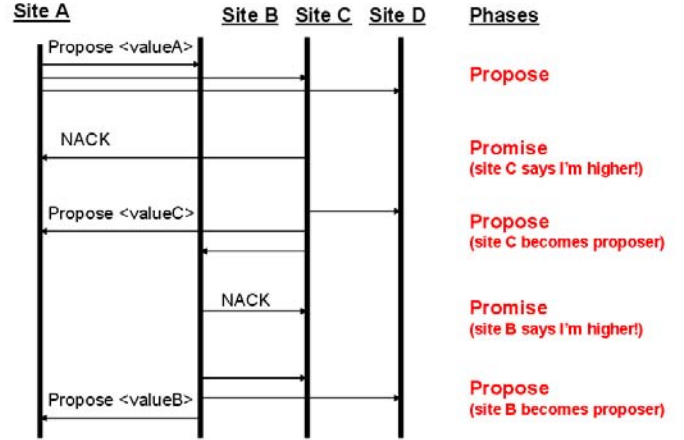 Site A Site B Site C Site D Phases
Propose <valueA>
Propose
NACK
Promise
(site C says I'm higher!)
Propose <valueC>
Propose
(site C becomes proposer)
NACK
Promise
(site B says I'm higher!)
Propose <valueB>
Propose
(site B becomes proposer)